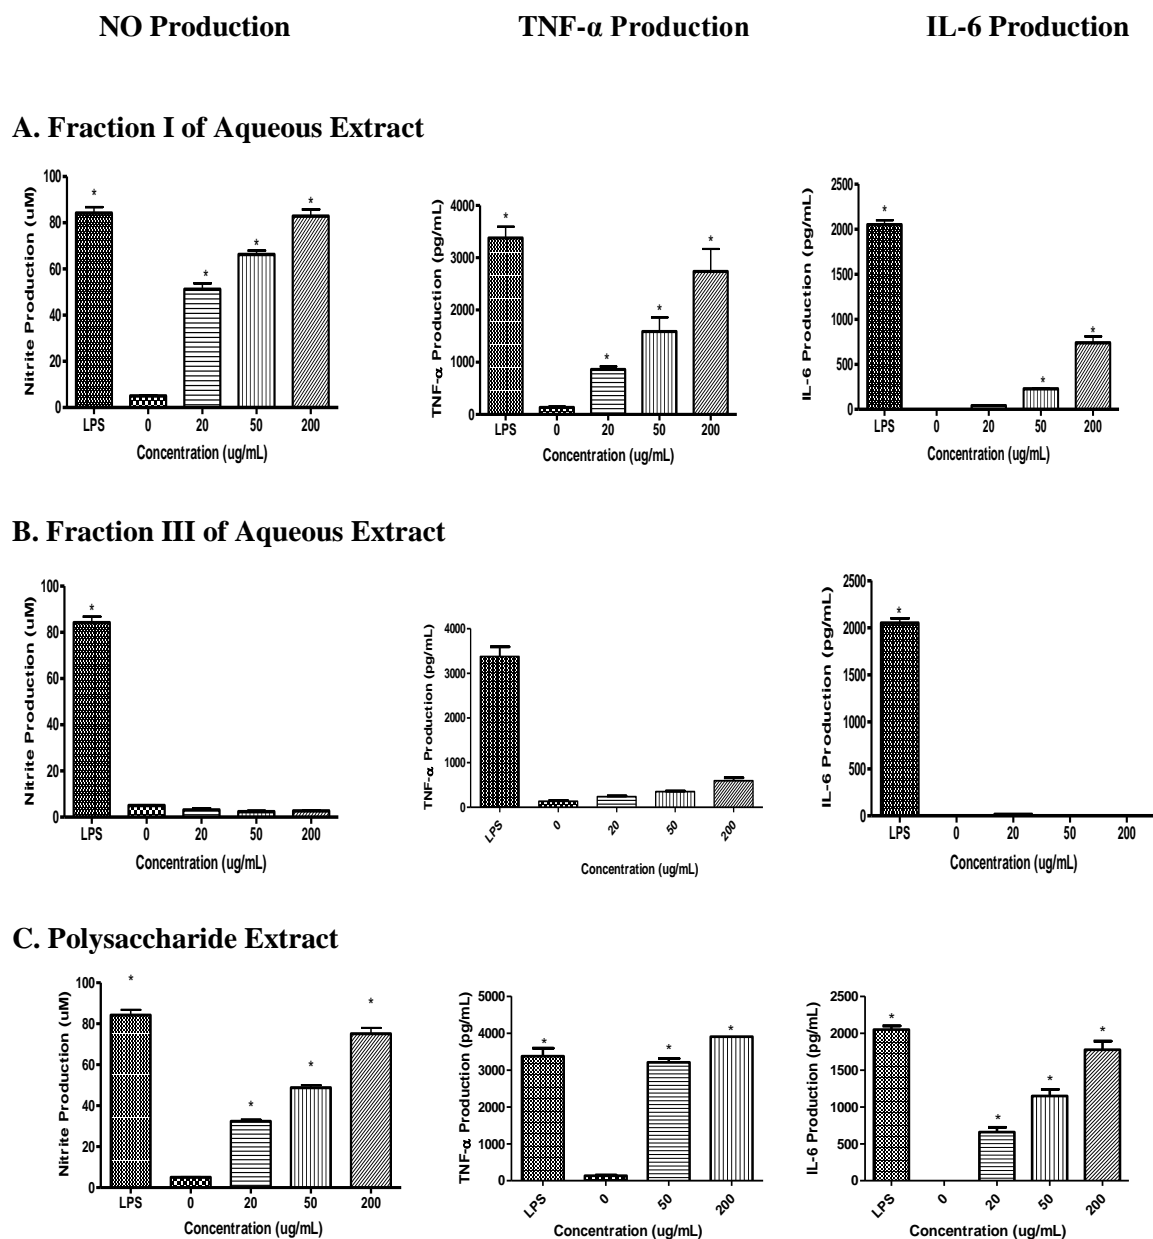 NO Production TNF-α Production IL-6 Production
A. Fraction I of Aqueous Extract
Nitrite Production (uM)
100
80
60
40
20
0
* * * * *
LPS 0 20 50 200
Concentration (ug/mL)
TNF-α Production (pg/mL)
4000
3000
2000
1000
0
* * * *
LPS 0 20 50 200
Concentration (ug/mL)
IL-6 Production (pg/mL)
2500
2000
1500
1000
500
0
* * *
LPS 0 20 50 200
Concentration (ug/mL)
B. Fraction III of Aqueous Extract
Nitrite Production (uM)
100
80
60
40
20
0
*
LPS 0 20 50 200
Concentration (ug/mL)
TNF-α Production (pg/mL)
4000
3000
2000
1000
0
LPS 0 20 50 200
Concentration (ug/mL)
IL-6 Production (pg/mL)
2500
2000
1500
1000
500
0
*
LPS 0 20 50 200
Concentration (ug/mL)
C. Polysaccharide Extract
Nitrite Production (uM)
100
80
60
40
20
0
* * * *
LPS 0 20 50 200
Concentration (ug/mL)
TNF-α Production (pg/mL)
5000
4000
3000
2000
1000
0
* * *
LPS 0 50 200
Concentration (ug/mL)
IL-6 Production (pg/mL)
2500
2000
1500
1000
500
0
* * * *
LPS 0 20 50 200
Concentration (ug/mL)